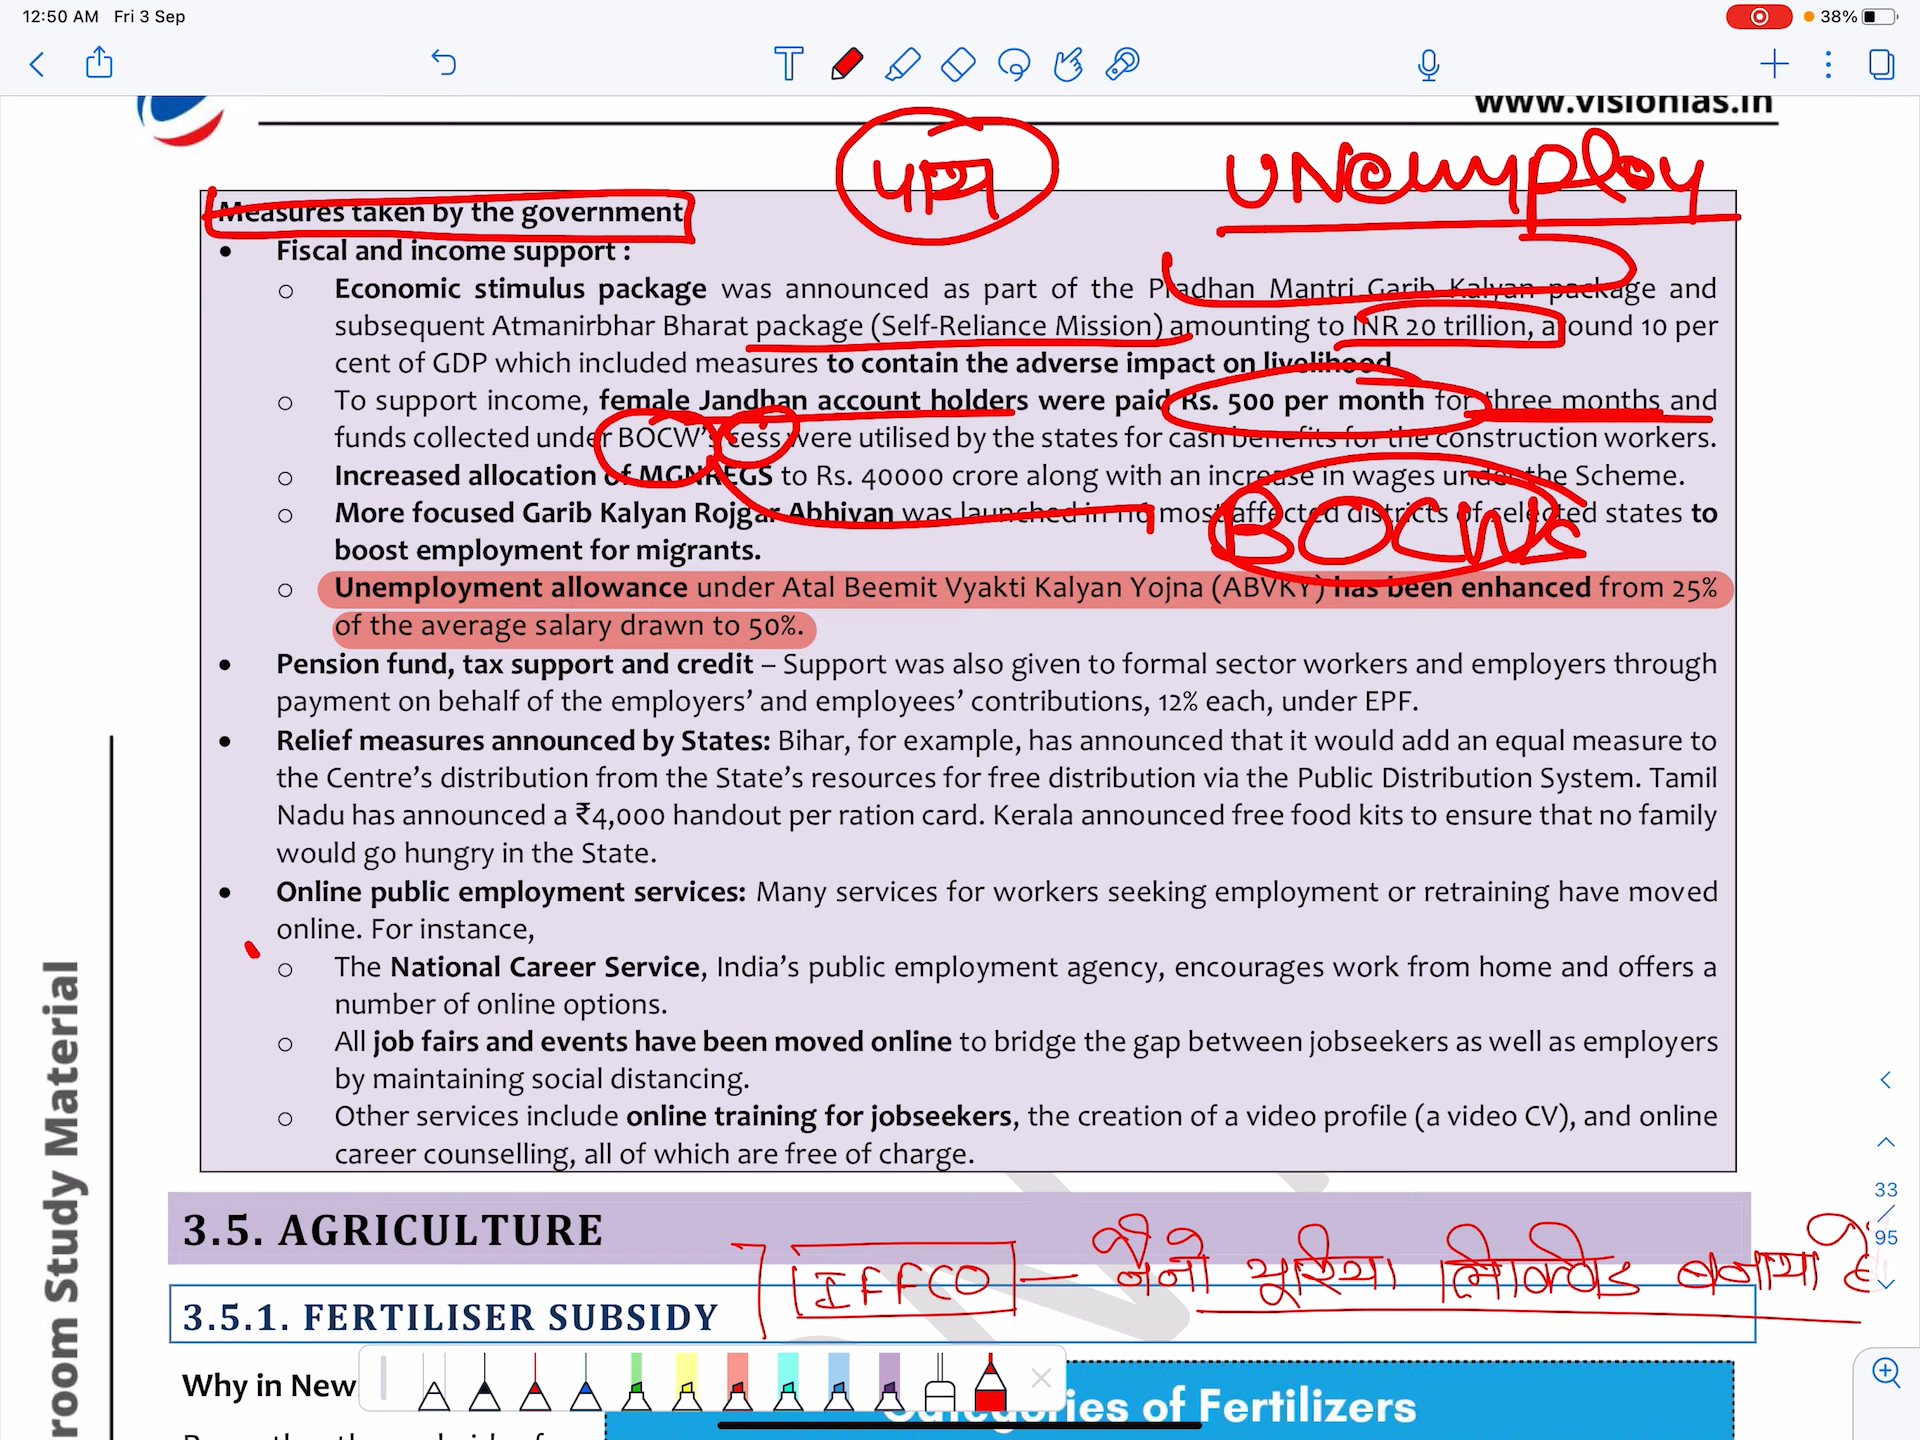 12:50 AM Fri 3 Sep
38%
www.visionias.in
UNemploy
Measures taken by the government
• Fiscal and income support :
o Economic stimulus package was announced as part of the Pradhan Mantri Garib Kalyan package and
subsequent Atmanirbhar Bharat package (Self-Reliance Mission) amounting to INR 20 trillion, around 10 per
cent of GDP which included measures to contain the adverse impact on livelihood
o To support income, female Jandhan account holders were paid Rs. 500 per month for three months and
funds collected under BOCW's cess were utilised by the states for cash benefits for the construction workers.
o Increased allocation of MGNREGS to Rs. 40000 crore along with an increase in wages under the Scheme.
o More focused Garib Kalyan Rojgar Abhiyan was launched in 116 most affected districts of selected states to
BOCWs
boost employment for migrants.
o Unemployment allowance under Atal Beemit Vyakti Kalyan Yojna (ABVKY) has been enhanced from 25%
of the average salary drawn to 50%.
• Pension fund, tax support and credit – Support was also given to formal sector workers and employers through
payment on behalf of the employers’ and employees’ contributions, 12% each, under EPF.
• Relief measures announced by States: Bihar, for example, has announced that it would add an equal measure to
the Centre’s distribution from the State’s resources for free distribution via the Public Distribution System. Tamil
Nadu has announced a ₹4,000 handout per ration card. Kerala announced free food kits to ensure that no family
would go hungry in the State.
• Online public employment services: Many services for workers seeking employment or retraining have moved
online. For instance,
o The National Career Service, India’s public employment agency, encourages work from home and offers a
number of online options.
o All job fairs and events have been moved online to bridge the gap between jobseekers as well as employers
by maintaining social distancing.
o Other services include online training for jobseekers, the creation of a video profile (a video CV), and online
career counselling, all of which are free of charge.
33
/
95
3.5. AGRICULTURE
IFFCO — नैनो यूरिया लिक्विड बनाया है
3.5.1. FERTILISER SUBSIDY
Why in New
ies of Fertilizers
room Study Material